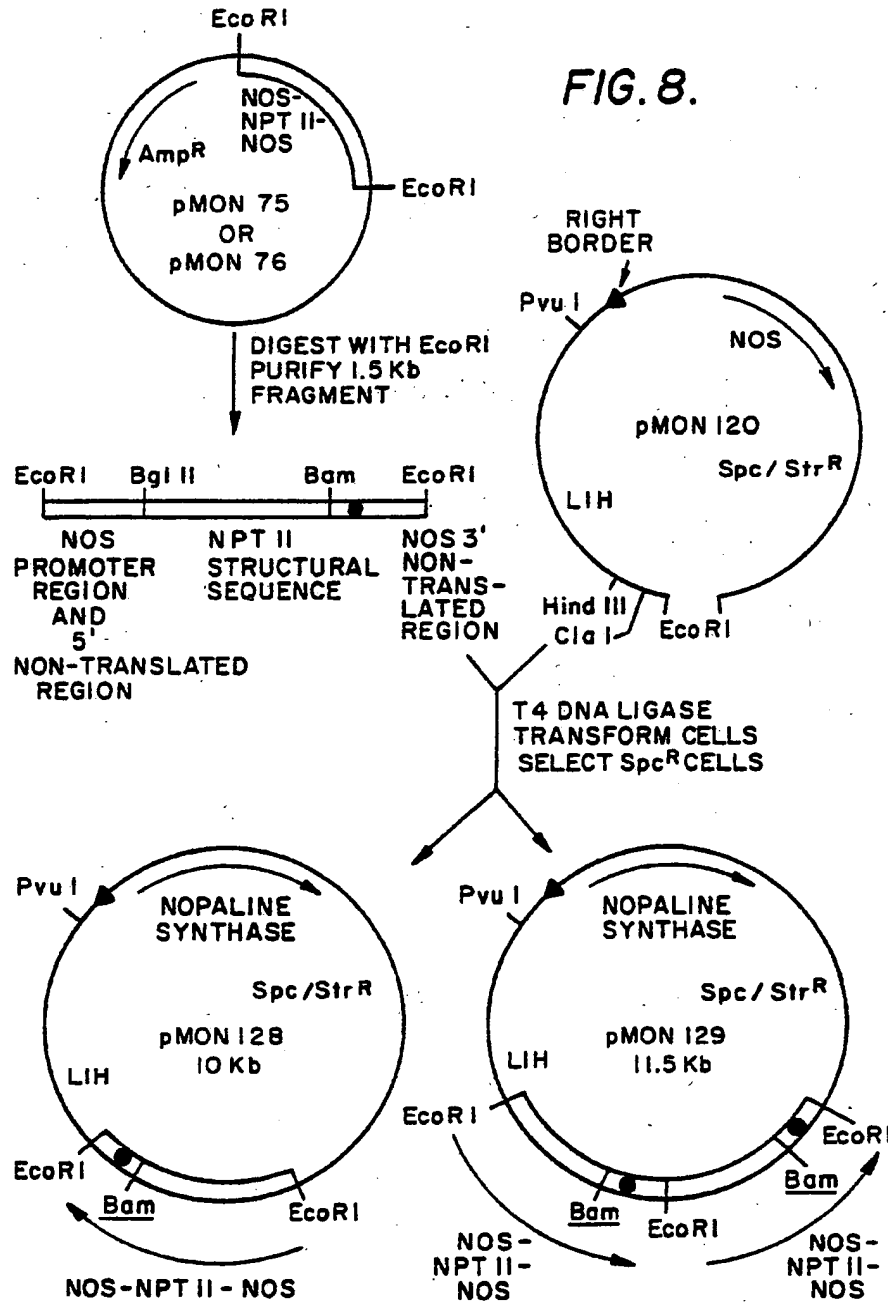 FIG. 8.
Eco RI
NOS-
NPT II-
NOS
AmpR
EcoRI
pMON 75
OR
pMON 76
DIGEST WITH EcoRI
PURIFY 1.5 Kb
FRAGMENT
RIGHT
BORDER
Pvu I
NOS
pMON 120
Spc/StrR
LIH
Hind III
Cla I
EcoRI
EcoRI
Bgl II
Bam
EcoRI
NOS
PROMOTER
REGION
AND
5'
NON-TRANSLATED
REGION
NPT II
STRUCTURAL
SEQUENCE
NOS 3'
NON-
TRANS-
LATED
REGION
T4 DNA LIGASE
TRANSFORM CELLS
SELECT SpcR CELLS
Pvu I
NOPALINE
SYNTHASE
Spc/StrR
pMON 128
10 Kb
LIH
EcoRI
Bam
EcoRI
NOS-NPT II-NOS
Pvu I
NOPALINE
SYNTHASE
Spc/StrR
pMON 129
11.5 Kb
LIH
EcoRI
EcoRI
Bam
Bam
EcoRI
NOS-
NPT II-
NOS
NOS-
NPT II-
NOS